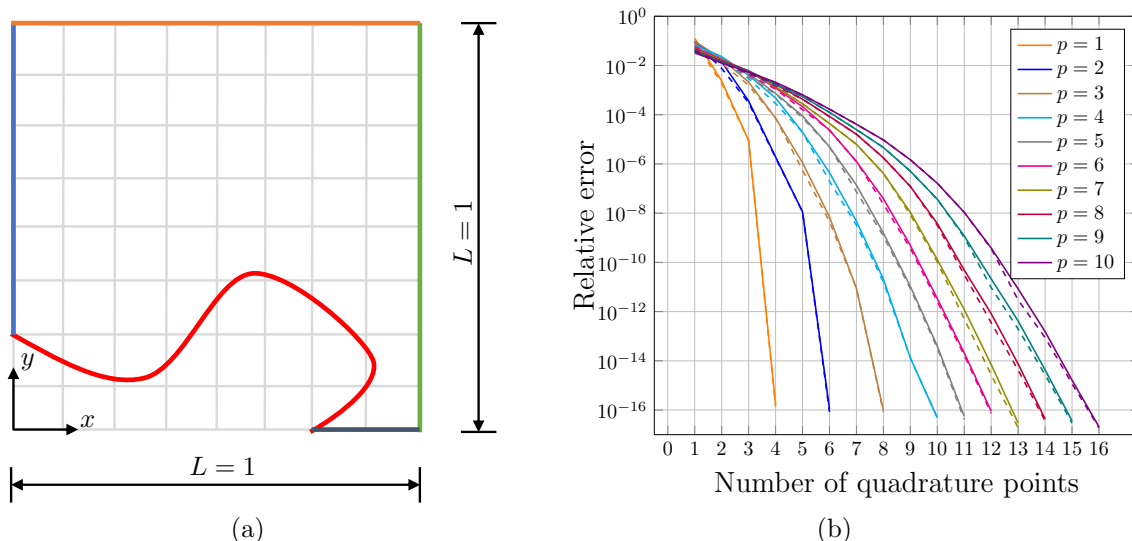 y
x
L = 1
L = 1
(a)
10^0
10^−2
10^−4
10^−6
10^−8
10^−10
10^−12
10^−14
10^−16
Relative error
p = 1
p = 2
p = 3
p = 4
p = 5
p = 6
p = 7
p = 8
p = 9
p = 10
0 1 2 3 4 5 6 7 8 9 10 11 12 13 14 15 16
Number of quadrature points
(b)